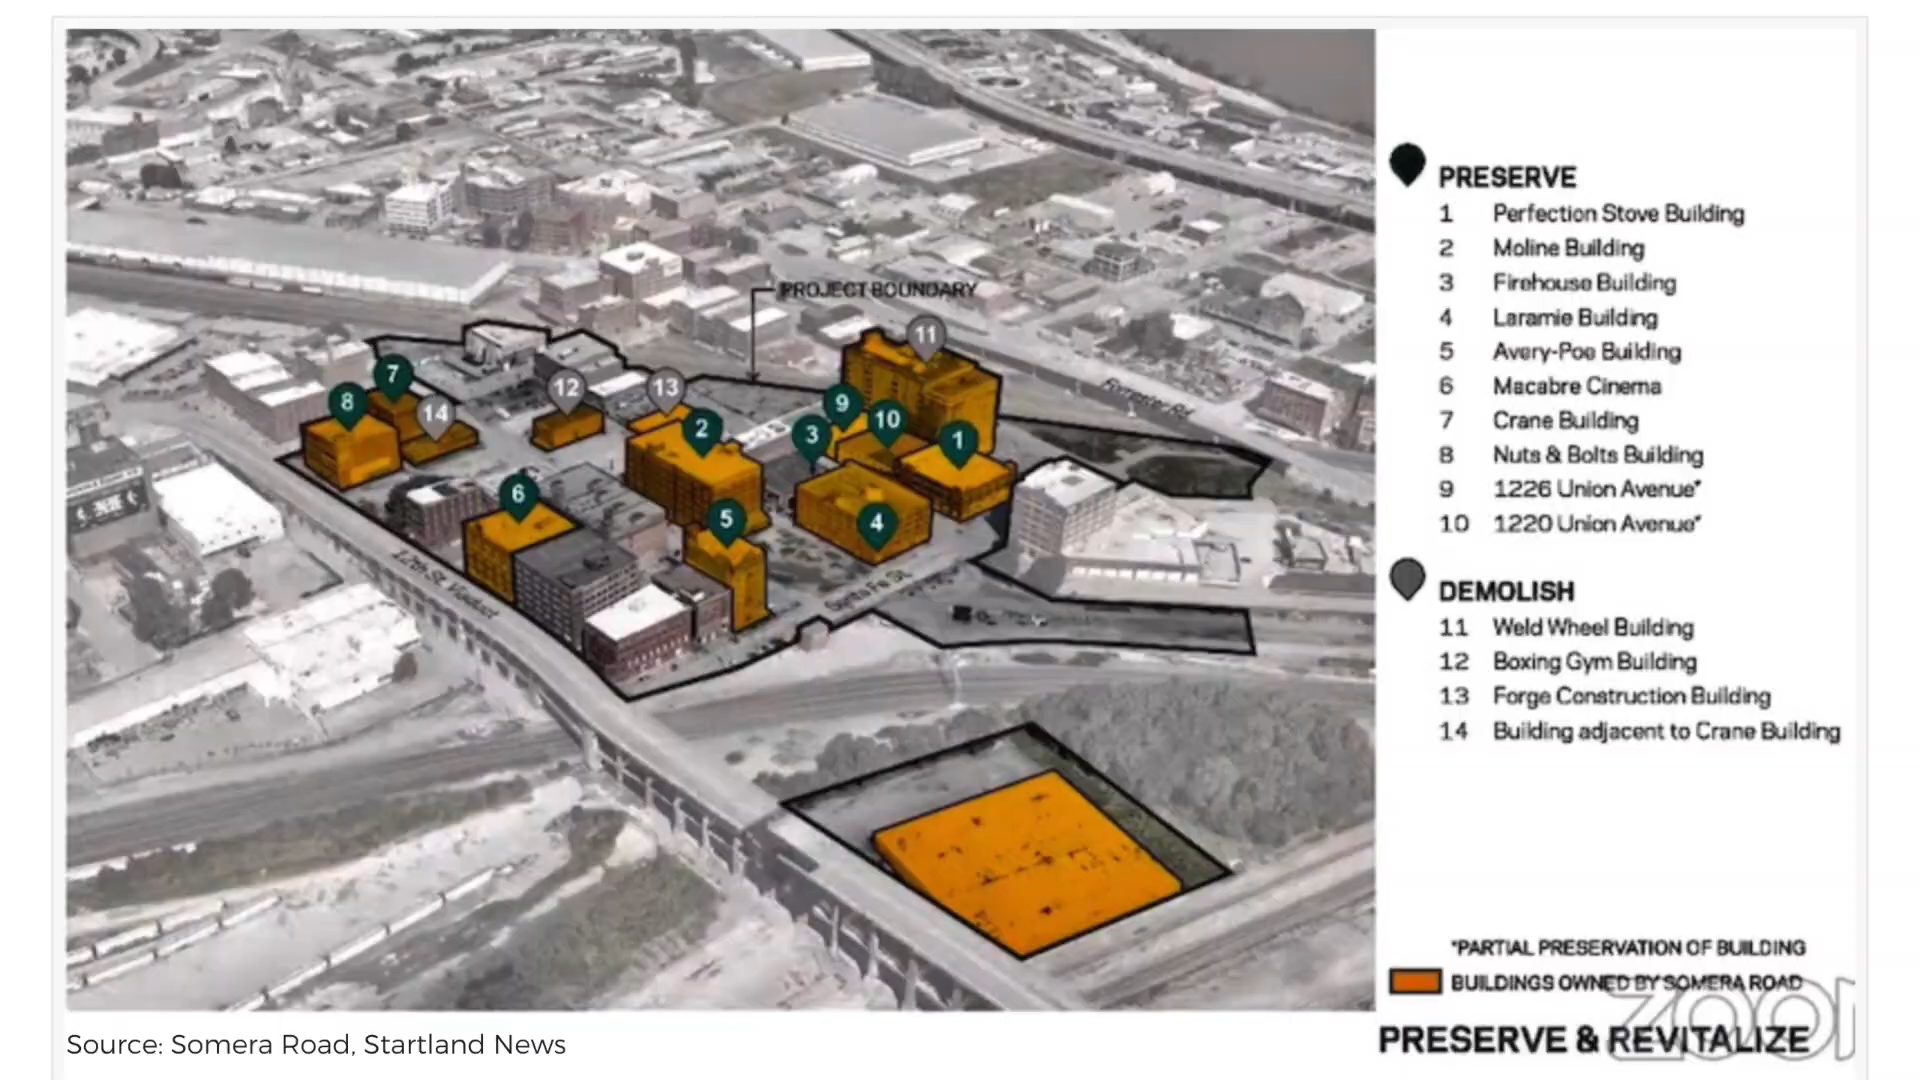 PROJECT BOUNDARY
11
7
12
13
8
14
9
10
2
3
1
6
5
4
Forrester Rd
12th St. Viaduct
Santa Fe St.
PRESERVE
1 Perfection Stove Building
2 Moline Building
3 Firehouse Building
4 Laramie Building
5 Avery-Poe Building
6 Macabre Cinema
7 Crane Building
8 Nuts & Bolts Building
9 1226 Union Avenue*
10 1220 Union Avenue*
DEMOLISH
11 Weld Wheel Building
12 Boxing Gym Building
13 Forge Construction Building
14 Building adjacent to Crane Building
*PARTIAL PRESERVATION OF BUILDING
BUILDINGS OWNED BY SOMERA ROAD
PRESERVE & REVITALIZE
Source: Somera Road, Startland News